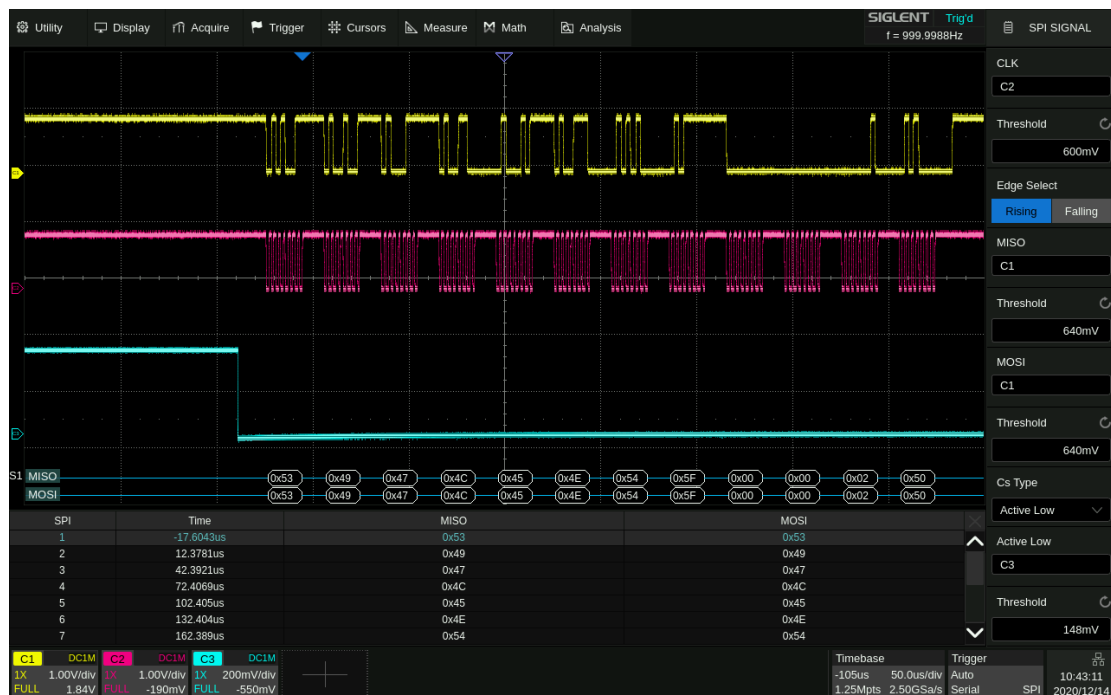 Utility Display Acquire Trigger Cursors Measure Math Analysis
SIGLENT Trig'd
f = 999.9988Hz
SPI SIGNAL
CLK
C2
Threshold
600mV
Edge Select
Rising Falling
MISO
C1
Threshold
640mV
MOSI
C1
Threshold
640mV
Cs Type
Active Low
Active Low
C3
Threshold
148mV
S1 MISO 0x53 0x49 0x47 0x4C 0x45 0x4E 0x54 0x5F 0x00 0x00 0x02 0x50
MOSI 0x53 0x49 0x47 0x4C 0x45 0x4E 0x54 0x5F 0x00 0x00 0x02 0x50
SPI Time MISO MOSI
1 -17.6043us 0x53 0x53
2 12.3781us 0x49 0x49
3 42.3921us 0x47 0x47
4 72.4069us 0x4C 0x4C
5 102.405us 0x45 0x45
6 132.404us 0x4E 0x4E
7 162.389us 0x54 0x54
C1 DC1M C2 DC1M C3 DC1M
1X 1.00V/div 1X 1.00V/div 1X 200mV/div
FULL 1.84V FULL -190mV FULL -550mV
Timebase
-105us 50.0us/div
1.25Mpts 2.50GSa/s
Trigger
Auto
Serial SPI
10:43:11
2020/12/14